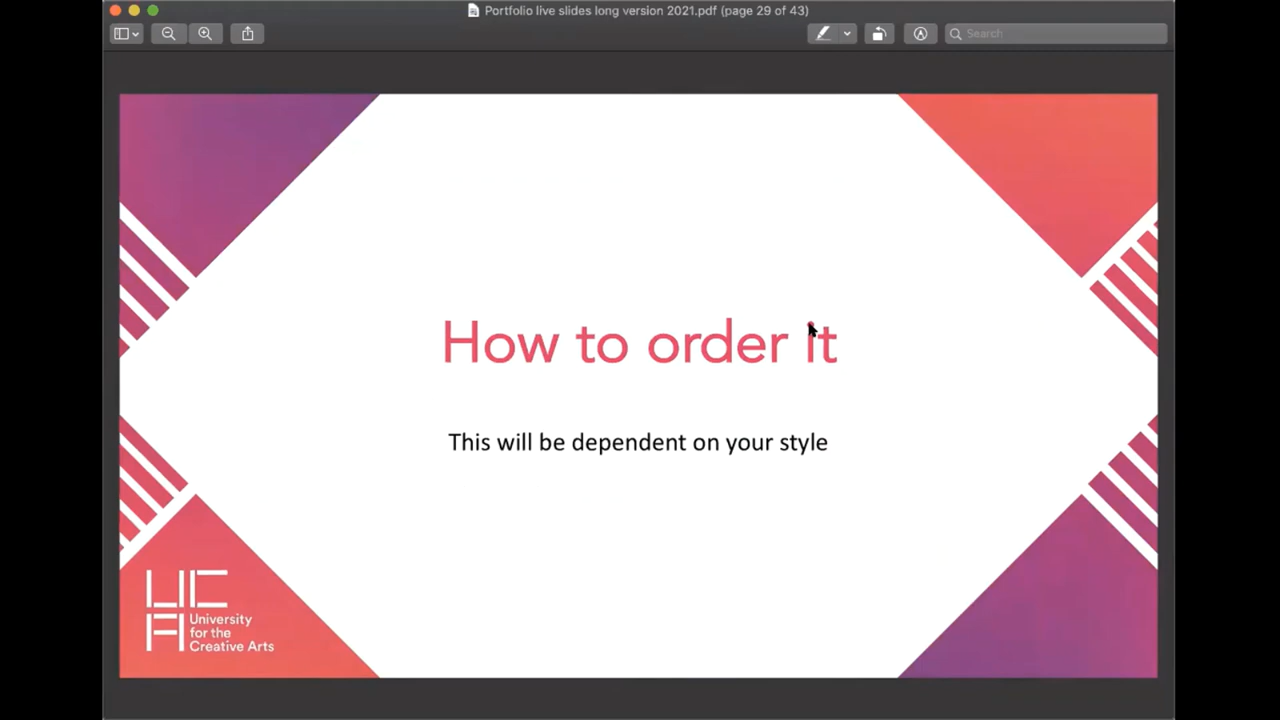 Portfolio live slides long version 2021.pdf (page 29 of 43)
Search
How to order it
This will be dependent on your style
UCA
University
for the
Creative Arts